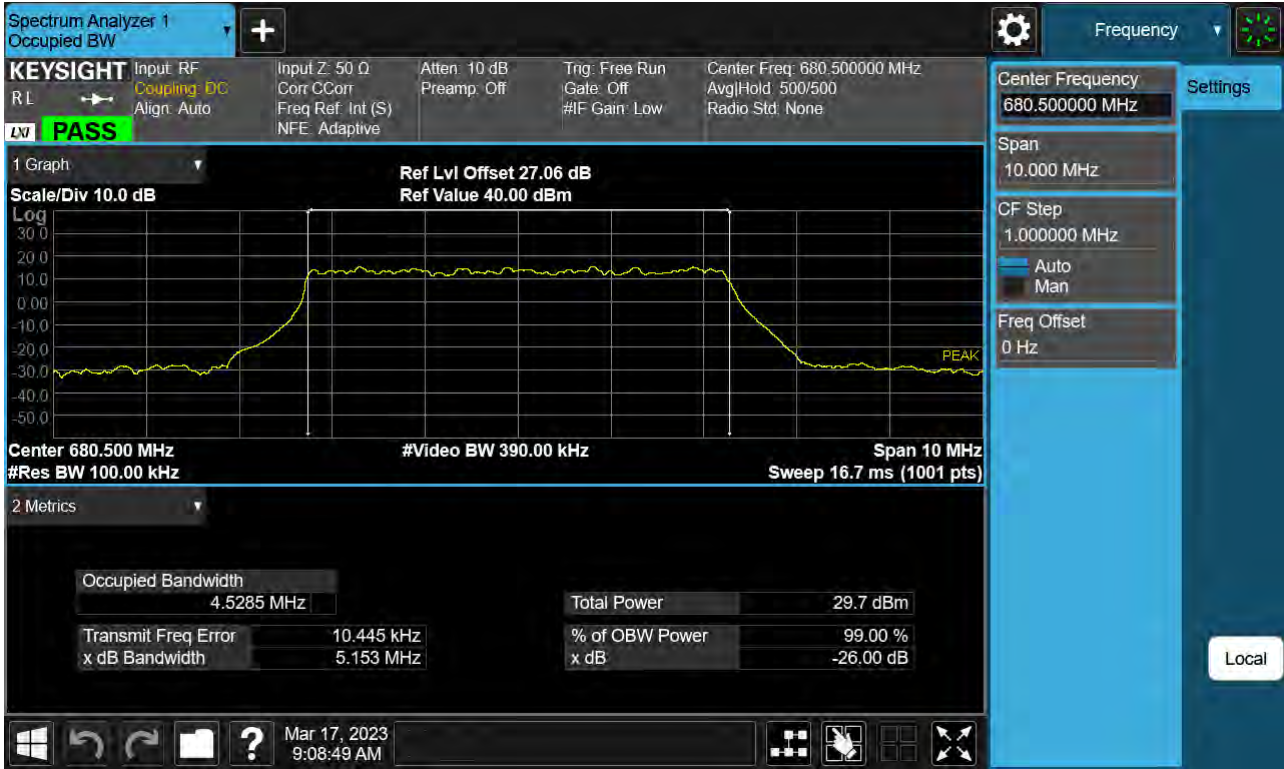 Spectrum Analyzer 1
Occupied BW
+
Frequency
KEYSIGHT
R L
LXI
PASS
Input: RF
Coupling: DC
Align: Auto
Input Z: 50 Ω
Corr CCorr
Freq Ref: Int (S)
NFE: Adaptive
Atten: 10 dB
Preamp: Off
Trig: Free Run
Gate: Off
#IF Gain: Low
Center Freq: 680.500000 MHz
Avg|Hold: 500/500
Radio Std: None
Center Frequency
680.500000 MHz
Settings
Span
10.000 MHz
CF Step
1.000000 MHz
Auto
Man
Freq Offset
0 Hz
Local
1 Graph
Scale/Div 10.0 dB
Ref Lvl Offset 27.06 dB
Ref Value 40.00 dBm
Log
30.0
20.0
10.0
0.00
-10.0
-20.0
-30.0
-40.0
-50.0
PEAK
Center 680.500 MHz
#Video BW 390.00 kHz
Span 10 MHz
#Res BW 100.00 kHz
Sweep 16.7 ms (1001 pts)
2 Metrics
Occupied Bandwidth
4.5285 MHz
Total Power 29.7 dBm
Transmit Freq Error 10.445 kHz
% of OBW Power 99.00 %
x dB Bandwidth 5.153 MHz
x dB -26.00 dB
?
Mar 17, 2023
9:08:49 AM